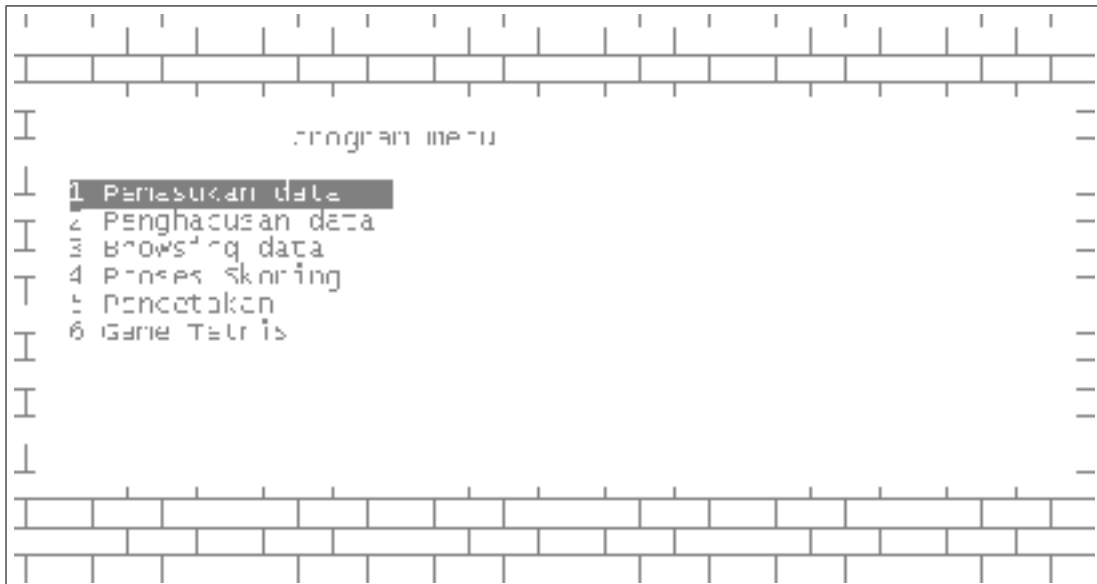 program menu
1 Pemasukan data
2 Penghapusan data
3 Browsing data
4 Proses Skoring
5 Pencetakan
6 Game Tetris